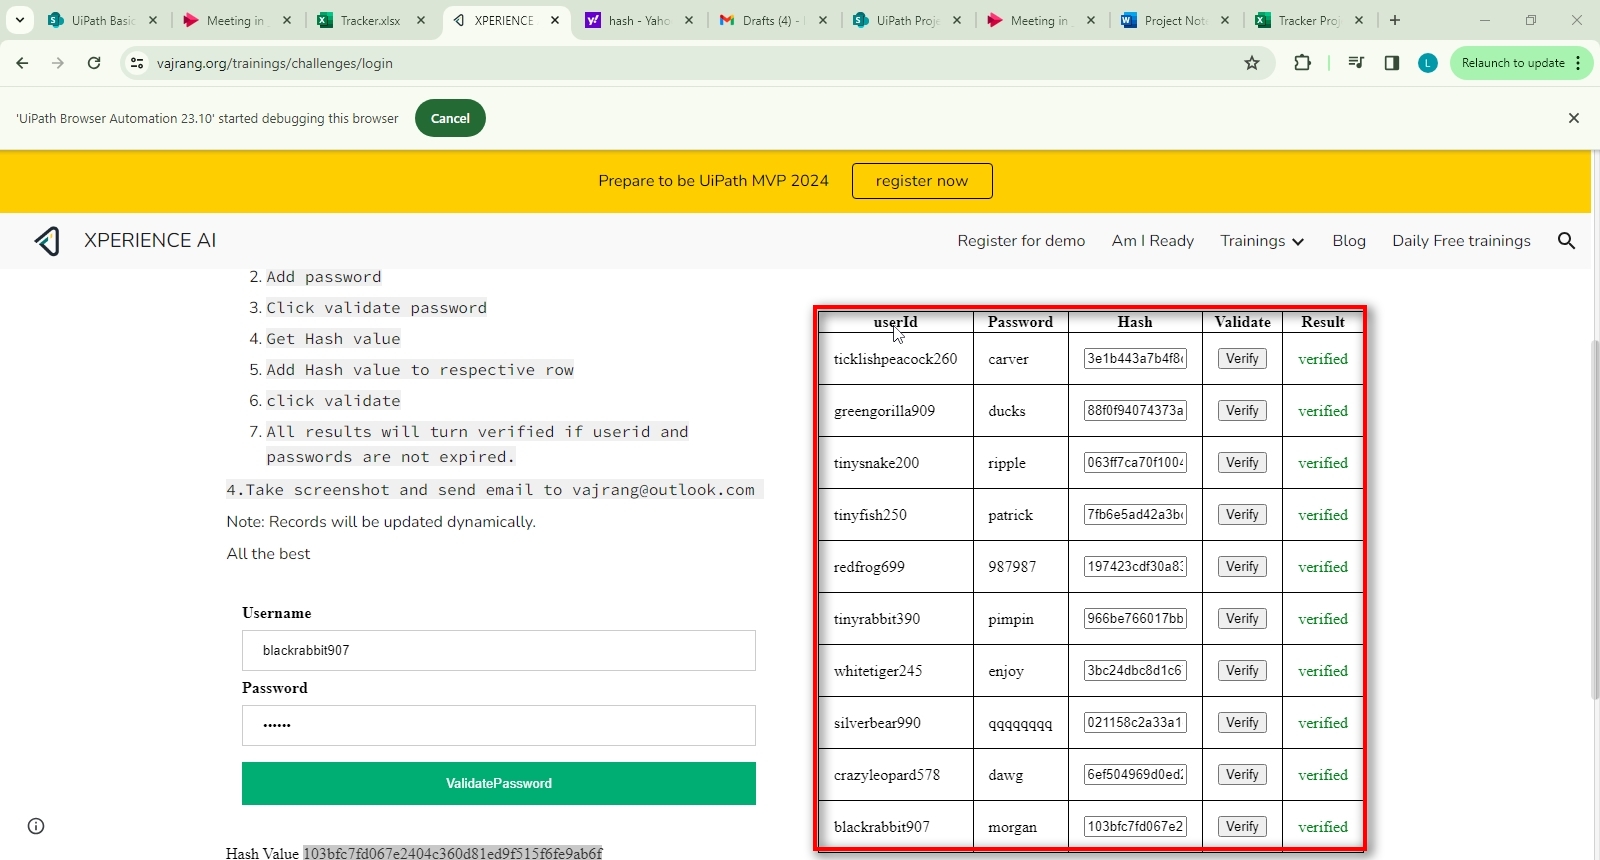 UiPath Basic
Meeting in
Tracker.xlsx
XPERIENCE
hash - Yaho
Drafts (4) -
UiPath Proje
Meeting in
Project Note
Tracker Proj
vajrang.org/trainings/challenges/login
L
Relaunch to update
'UiPath Browser Automation 23.10' started debugging this browser
Cancel
Prepare to be UiPath MVP 2024
register now
XPERIENCE AI
Register for demo
Am I Ready
Trainings
Blog
Daily Free trainings
2. Add password
3. Click validate password
4. Get Hash value
5. Add Hash value to respective row
6. click validate
7. All results will turn verified if userid and
passwords are not expired.
4.Take screenshot and send email to vajrang@outlook.com
Note: Records will be updated dynamically.
All the best
Username
blackrabbit907
Password
••••••
ValidatePassword
Hash Value 103bfc7fd067e2404c360d81ed9f515f6fe9ab6f
userId Password Hash Validate Result
ticklishpeacock260 carver 3e1b443a7b4f8 Verify verified
greengorilla909 ducks 88f0f94074373a Verify verified
tinysnake200 ripple 063ff7ca70f1004 Verify verified
tinyfish250 patrick 7fb6e5ad42a3b Verify verified
redfrog699 987987 197423cdf30a83 Verify verified
tinyrabbit390 pimpin 966be766017bb Verify verified
whitetiger245 enjoy 3bc24dbc8d1c6 Verify verified
silverbear990 qqqqqqqq 021158c2a33a1 Verify verified
crazyleopard578 dawg 6ef504969d0ed2 Verify verified
blackrabbit907 morgan 103bfc7fd067e2 Verify verified